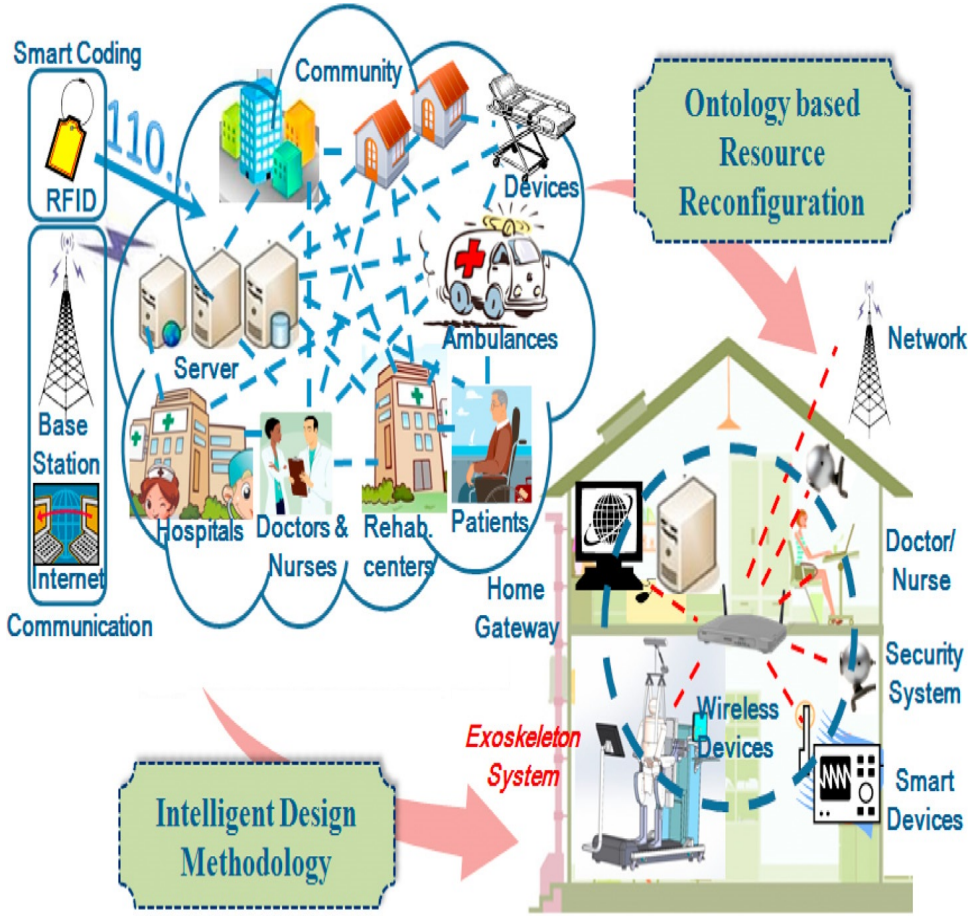 Smart Coding
110..
RFID
Base
Station
Internet
Communication
Community
Devices
Ambulances
Server
Hospitals
Doctors &
Nurses
Rehab.
centers
Patients
Ontology based
Resource
Reconfiguration
Network
Home
Gateway
Doctor/
Nurse
Security
System
Wireless
Devices
Exoskeleton
System
Smart
Devices
Intelligent Design
Methodology